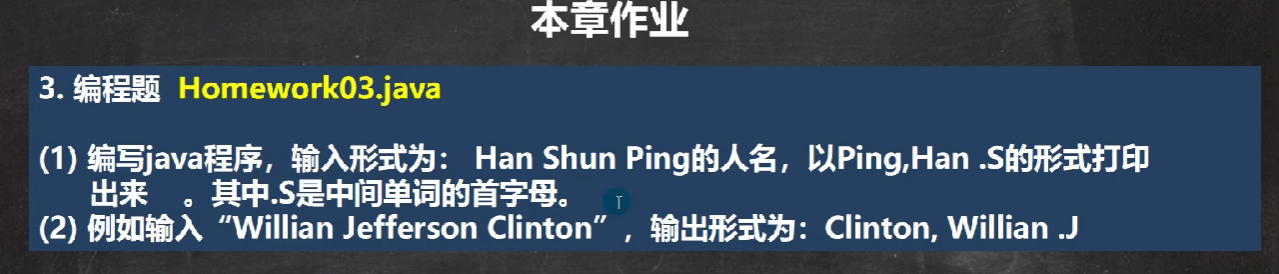 本章作业
3. 编程题 Homework03.java
(1) 编写java程序，输入形式为： Han Shun Ping的人名，以Ping,Han .S的形式打印
出来 。其中.S是中间单词的首字母。
(2) 例如输入“Willian Jefferson Clinton”，输出形式为：Clinton, Willian .J